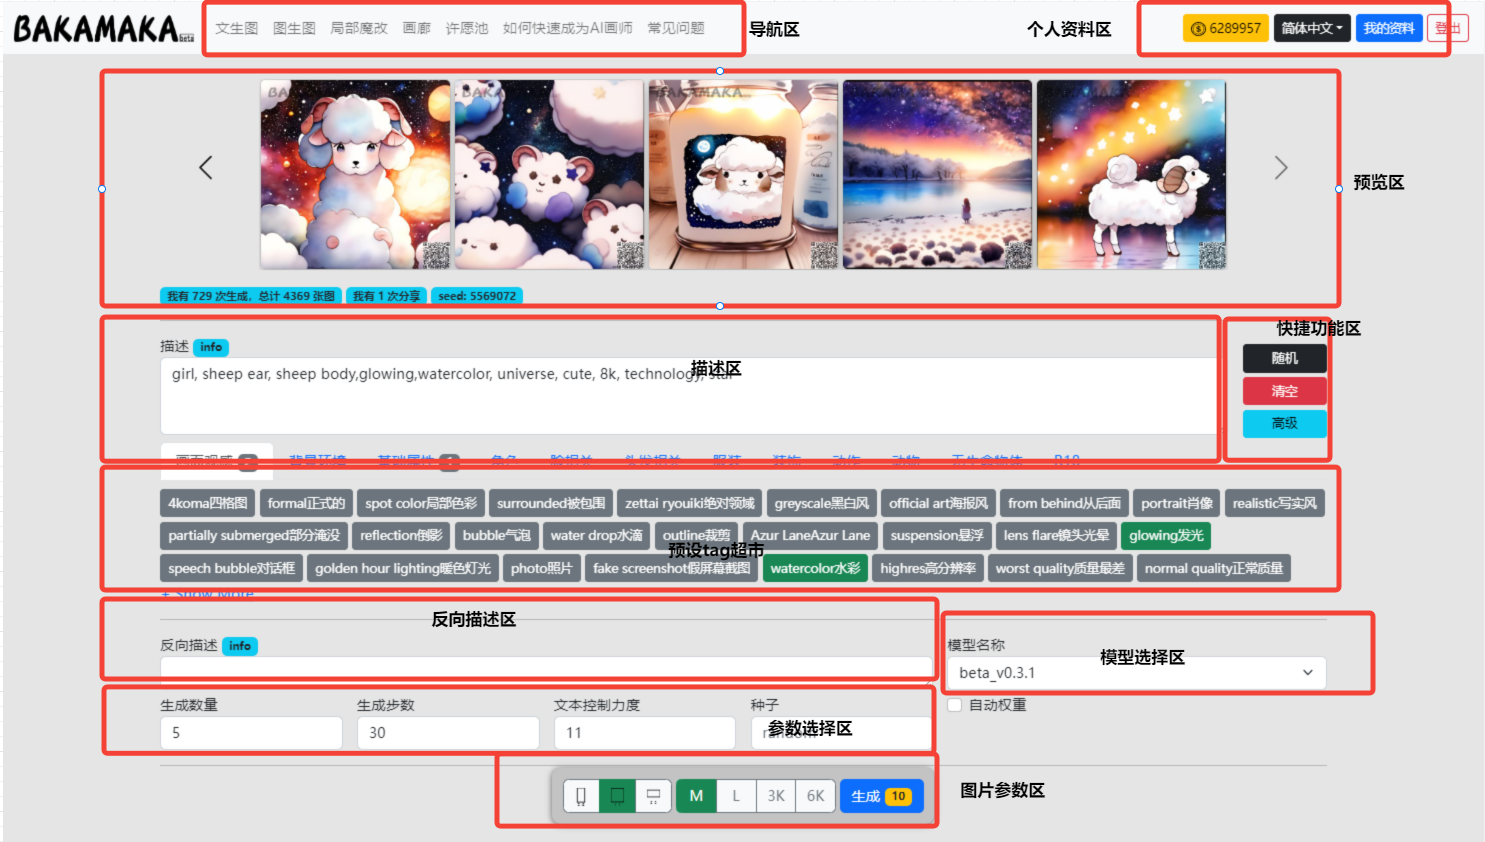 BAKAMAKA beta 文生图 图生图 局部魔改 画廊 许愿池 如何快速成为AI画师 常见问题 导航区 个人资料区 6289957 简体中文 我的资料 登出
BAKAMAKA
预览区
我有 729 次生成，总计 4369 张图 我有 1 次分享 seed: 5569072
快捷功能区
描述 info
随机
描述区
girl, sheep ear, sheep body,glowing,watercolor, universe, cute, 8k, technology, star
清空
高级
画面观感 背景环境 基础属性 角色 脸相关 头发相关 服装 装饰 动作 动物 无生命物体 R18
4koma四格图 formal正式的 spot color局部色彩 surrounded被包围 zettai ryouiki绝对领域 greyscale黑白风 official art海报风 from behind从后面 portrait肖像 realistic写实风
partially submerged部分淹没 reflection倒影 bubble气泡 water drop水滴 outline裁剪 Azur LaneAzur Lane suspension悬浮 lens flare镜头光晕 glowing发光
预设tag超市
speech bubble对话框 golden hour lighting暖色灯光 photo照片 fake screenshot假屏幕截图 watercolor水彩 highres高分辨率 worst quality质量最差 normal quality正常质量
+ Show More
反向描述区
反向描述 info
模型名称
模型选择区
beta_v0.3.1
生成数量 生成步数 文本控制力度 种子
自动权重
参数选择区
5 30 11 random
图片参数区
M L 3K 6K 生成 10